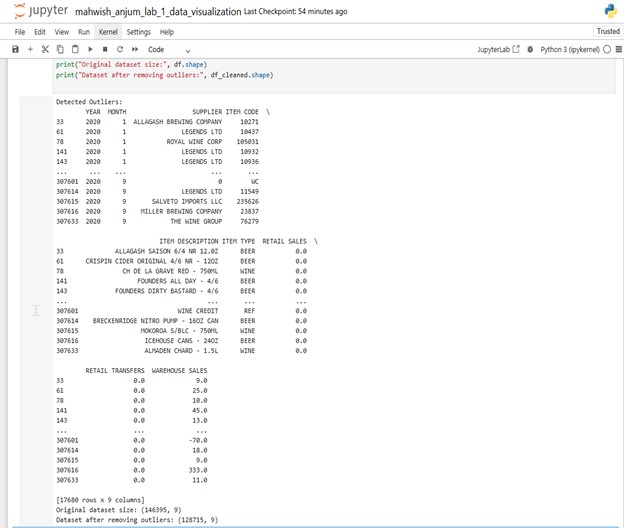 jupyter mahwish_anjum_lab_1_data_visualization Last Checkpoint: 54 minutes ago
File Edit View Run Kernel Settings Help Trusted
Code JupyterLab Python 3 (ipykernel)
print("Original dataset size:", df.shape)
print("Dataset after removing outliers:", df_cleaned.shape)
Detected Outliers:
YEAR MONTH SUPPLIER ITEM CODE \
33 2020 1 ALLAGASH BREWING COMPANY 10271
61 2020 1 LEGENDS LTD 10437
78 2020 1 ROYAL WINE CORP 105031
141 2020 1 LEGENDS LTD 10932
143 2020 1 LEGENDS LTD 10936
... ... ... ... ...
307601 2020 9 0 WC
307614 2020 9 LEGENDS LTD 11549
307615 2020 9 SALVETO IMPORTS LLC 235626
307616 2020 9 MILLER BREWING COMPANY 23837
307633 2020 9 THE WINE GROUP 76279
ITEM DESCRIPTION ITEM TYPE RETAIL SALES \
33 ALLAGASH SAISON 6/4 NR 12.0Z BEER 0.0
61 CRISPIN CIDER ORIGINAL 4/6 NR - 12OZ BEER 0.0
78 CH DE LA GRAVE RED - 750ML WINE 0.0
141 FOUNDERS ALL DAY - 4/6 BEER 0.0
143 FOUNDERS DIRTY BASTARD - 4/6 BEER 0.0
... ... ... ...
307601 WINE CREDIT REF 0.0
307614 BRECKENRIDGE NITRO PUMP - 16OZ CAN BEER 0.0
307615 MOKOROA S/BLC - 750ML WINE 0.0
307616 ICEHOUSE CANS - 24OZ BEER 0.0
307633 ALMADEN CHARD - 1.5L WINE 0.0
RETAIL TRANSFERS WAREHOUSE SALES
33 0.0 9.0
61 0.0 25.0
78 0.0 10.0
141 0.0 45.0
143 0.0 13.0
... ... ...
307601 0.0 -70.0
307614 0.0 18.0
307615 0.0 9.0
307616 0.0 333.0
307633 0.0 11.0
[17680 rows x 9 columns]
Original dataset size: (146395, 9)
Dataset after removing outliers: (128715, 9)